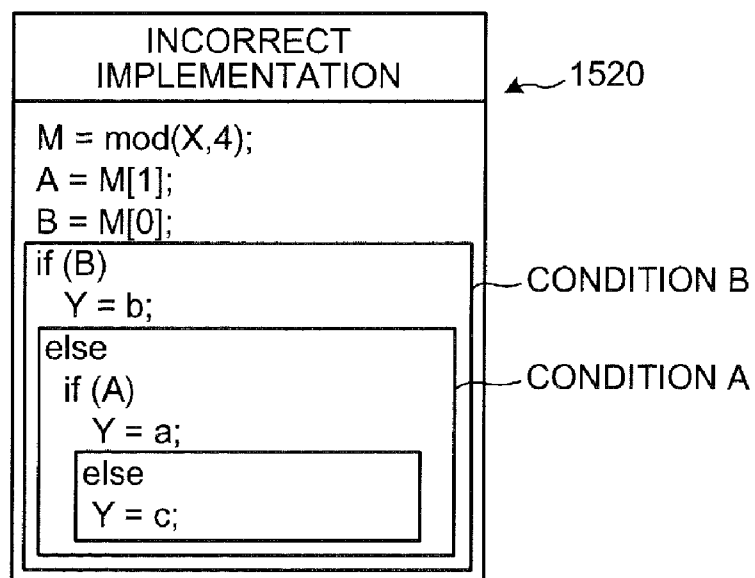 INCORRECT
IMPLEMENTATION
1520
M = mod(X,4);
A = M[1];
B = M[0];
if (B)
Y = b;
CONDITION B
else
if (A)
CONDITION A
Y = a;
else
Y = c;